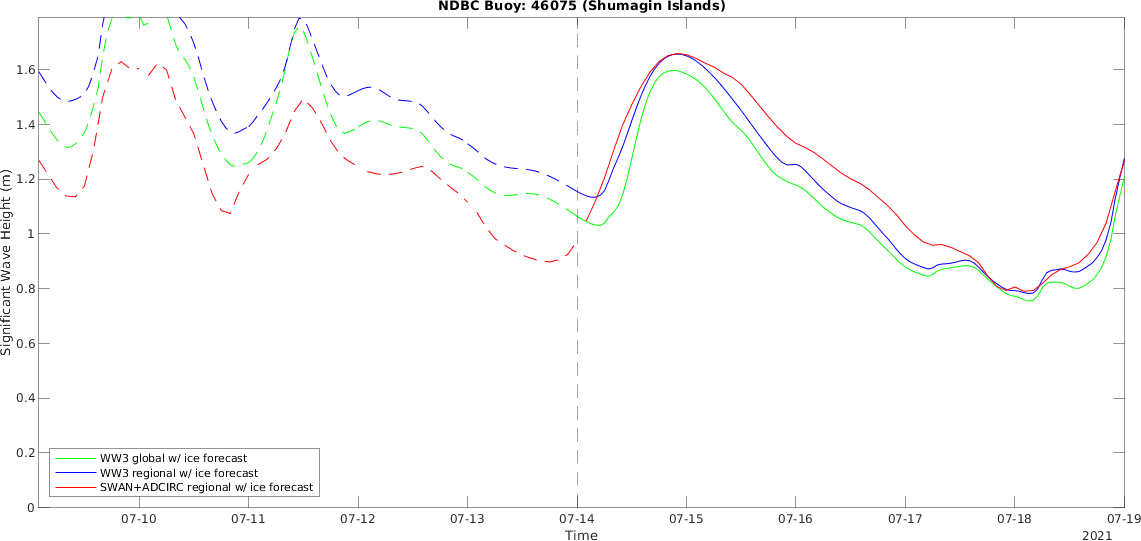 NDBC Buoy: 46075 (Shumagin Islands)
1.6
1.4
1.2
1
0.8
0.6
0.4
0.2
0
Significant Wave Height (m)
WW3 global w/ ice forecast
WW3 regional w/ ice forecast
SWAN+ADCIRC regional w/ ice forecast
07-10 07-11 07-12 07-13 07-14 07-15 07-16 07-17 07-18 07-19
Time
2021